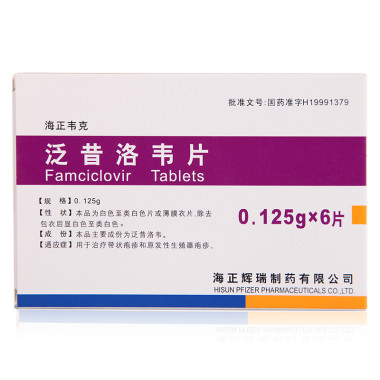 批准文号:国药准字H19991379
海正韦克
泛昔洛韦片
Famciclovir Tablets
【规 格】0.125g
【性 状】本品为白色至类白色片或薄膜衣片,除去
包衣后显白色至类白色。
【成 份】本品主要成份为泛昔洛韦。
【适应症】用于治疗带状疱疹和原发性生殖器疱疹.
0.125g×6片
海正辉瑞制药有限公司
HISUN PFIZER PHARMACEUTICALS CO.,LTD.